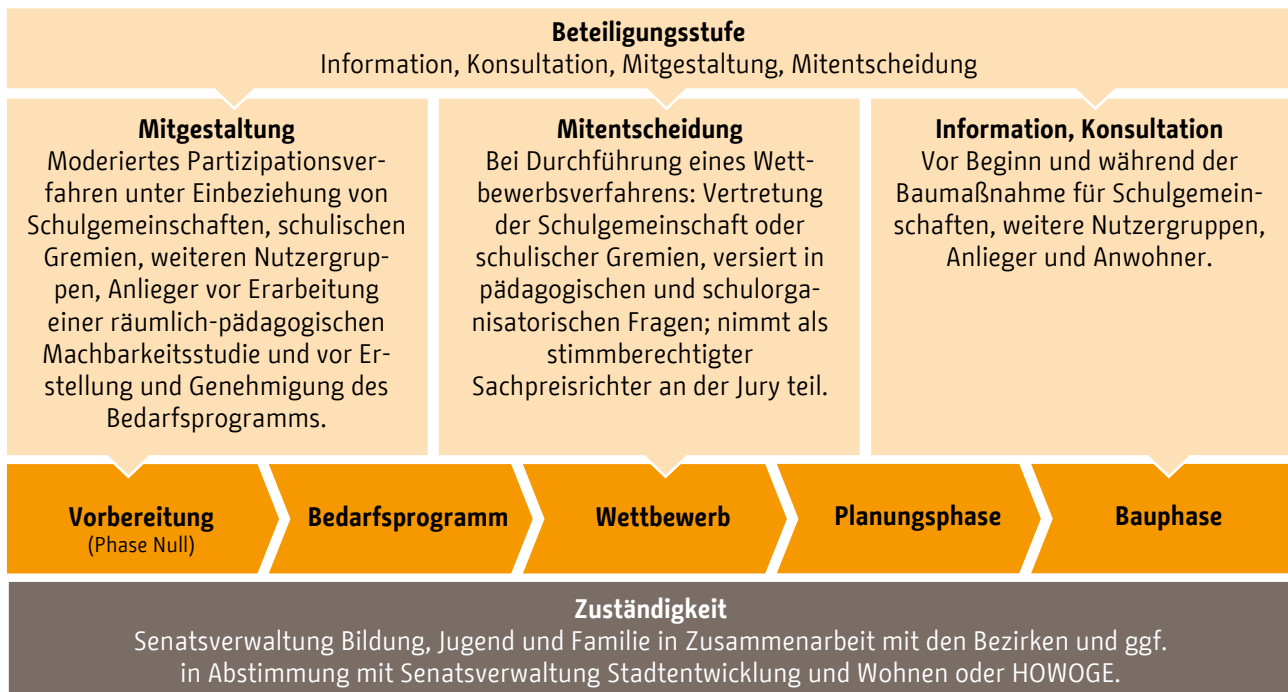 Beteiligungsstufe
Information, Konsultation, Mitgestaltung, Mitentscheidung
Mitgestaltung
Moderiertes Partizipationsver-
fahren unter Einbeziehung von
Schulgemeinschaften, schulischen
Gremien, weiteren Nutzergrup-
pen, Anlieger vor Erarbeitung
einer räumlich-pädagogischen
Machbarkeitsstudie und vor Er-
stellung und Genehmigung des
Bedarfsprogramms.
Mitentscheidung
Bei Durchführung eines Wett-
bewerbsverfahrens: Vertretung
der Schulgemeinschaft oder
schulischer Gremien, versiert in
pädagogischen und schulorga-
nisatorischen Fragen; nimmt als
stimmberechtigter
Sachpreisrichter an der Jury teil.
Information, Konsultation
Vor Beginn und während der
Baumaßnahme für Schulgemein-
schaften, weitere Nutzergruppen,
Anlieger und Anwohner.
Vorbereitung
(Phase Null)
Bedarfsprogramm
Wettbewerb
Planungsphase
Bauphase
Zuständigkeit
Senatsverwaltung Bildung, Jugend und Familie in Zusammenarbeit mit den Bezirken und ggf.
in Abstimmung mit Senatsverwaltung Stadtentwicklung und Wohnen oder HOWOGE.